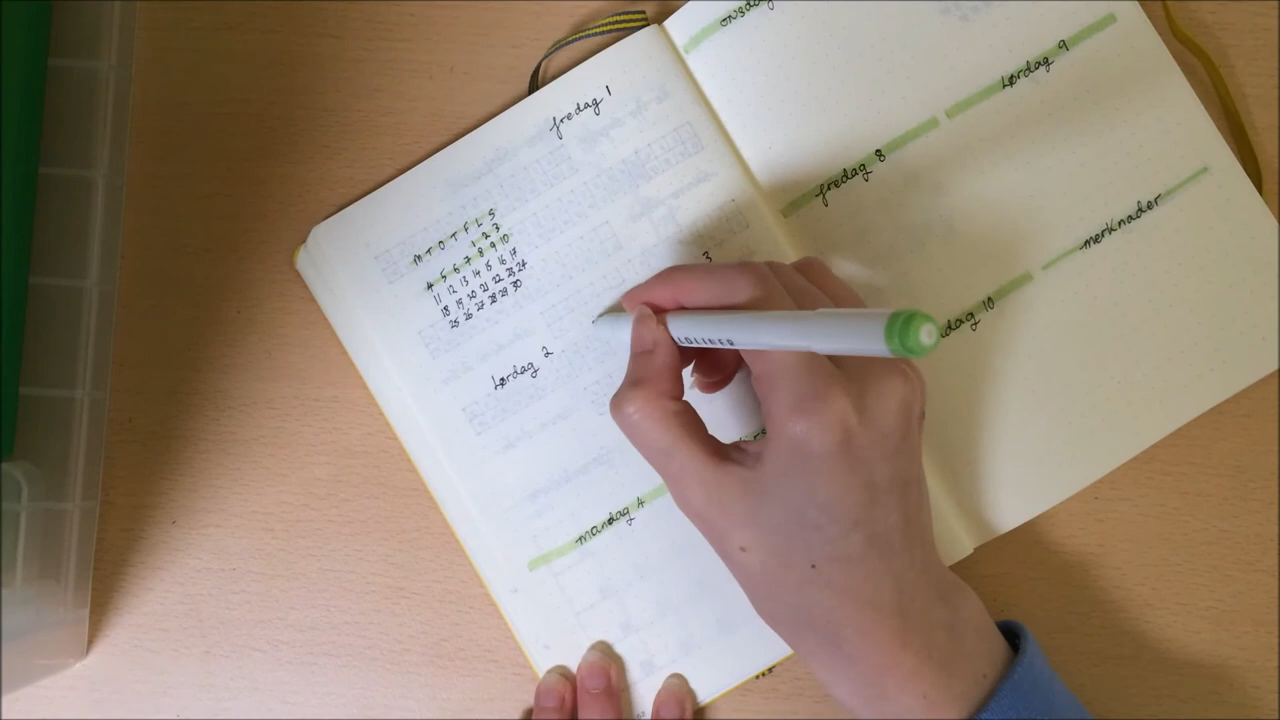 fredag 1
M T O T F L S
1 2 3
4 5 6 7 8 9 10
11 12 13 14 15 16 17
18 19 20 21 22 23 24
25 26 27 28 29 30
lørdag 2
3
mandag 4
fredag 8
lørdag 9
dag 10
merknader